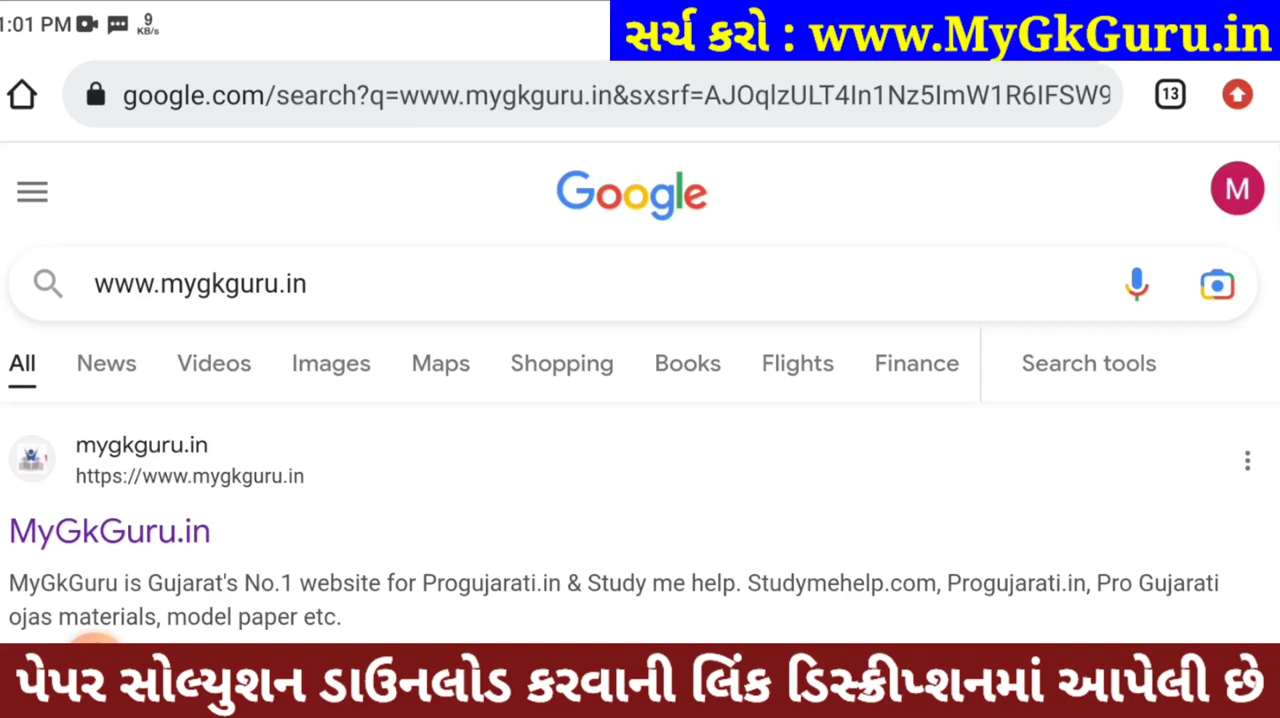 1:01 PM 9 KB/s
સર્ચ કરો : www.MyGkGuru.in
google.com/search?q=www.mygkguru.in&sxsrf=AJOqlzULT4In1Nz5ImW1R6IFSW9
13
Google
M
www.mygkguru.in
All News Videos Images Maps Shopping Books Flights Finance Search tools
mygkguru.in
https://www.mygkguru.in
MyGkGuru.in
MyGkGuru is Gujarat's No.1 website for Progujarati.in & Study me help. Studymehelp.com, Progujarati.in, Pro Gujarati
ojas materials, model paper etc.
પેપર સોલ્યુશન ડાઉનલોડ કરવાની લિંક ડિસ્ક્રીપ્શનમાં આપેલી છે